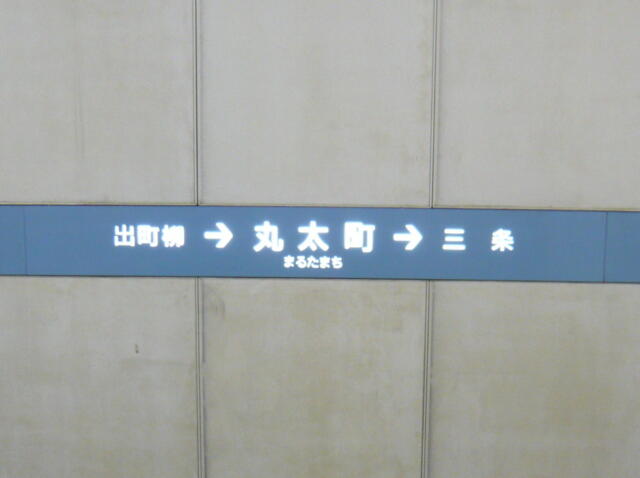 出町柳 → 丸太町 → 三条
まるたまち